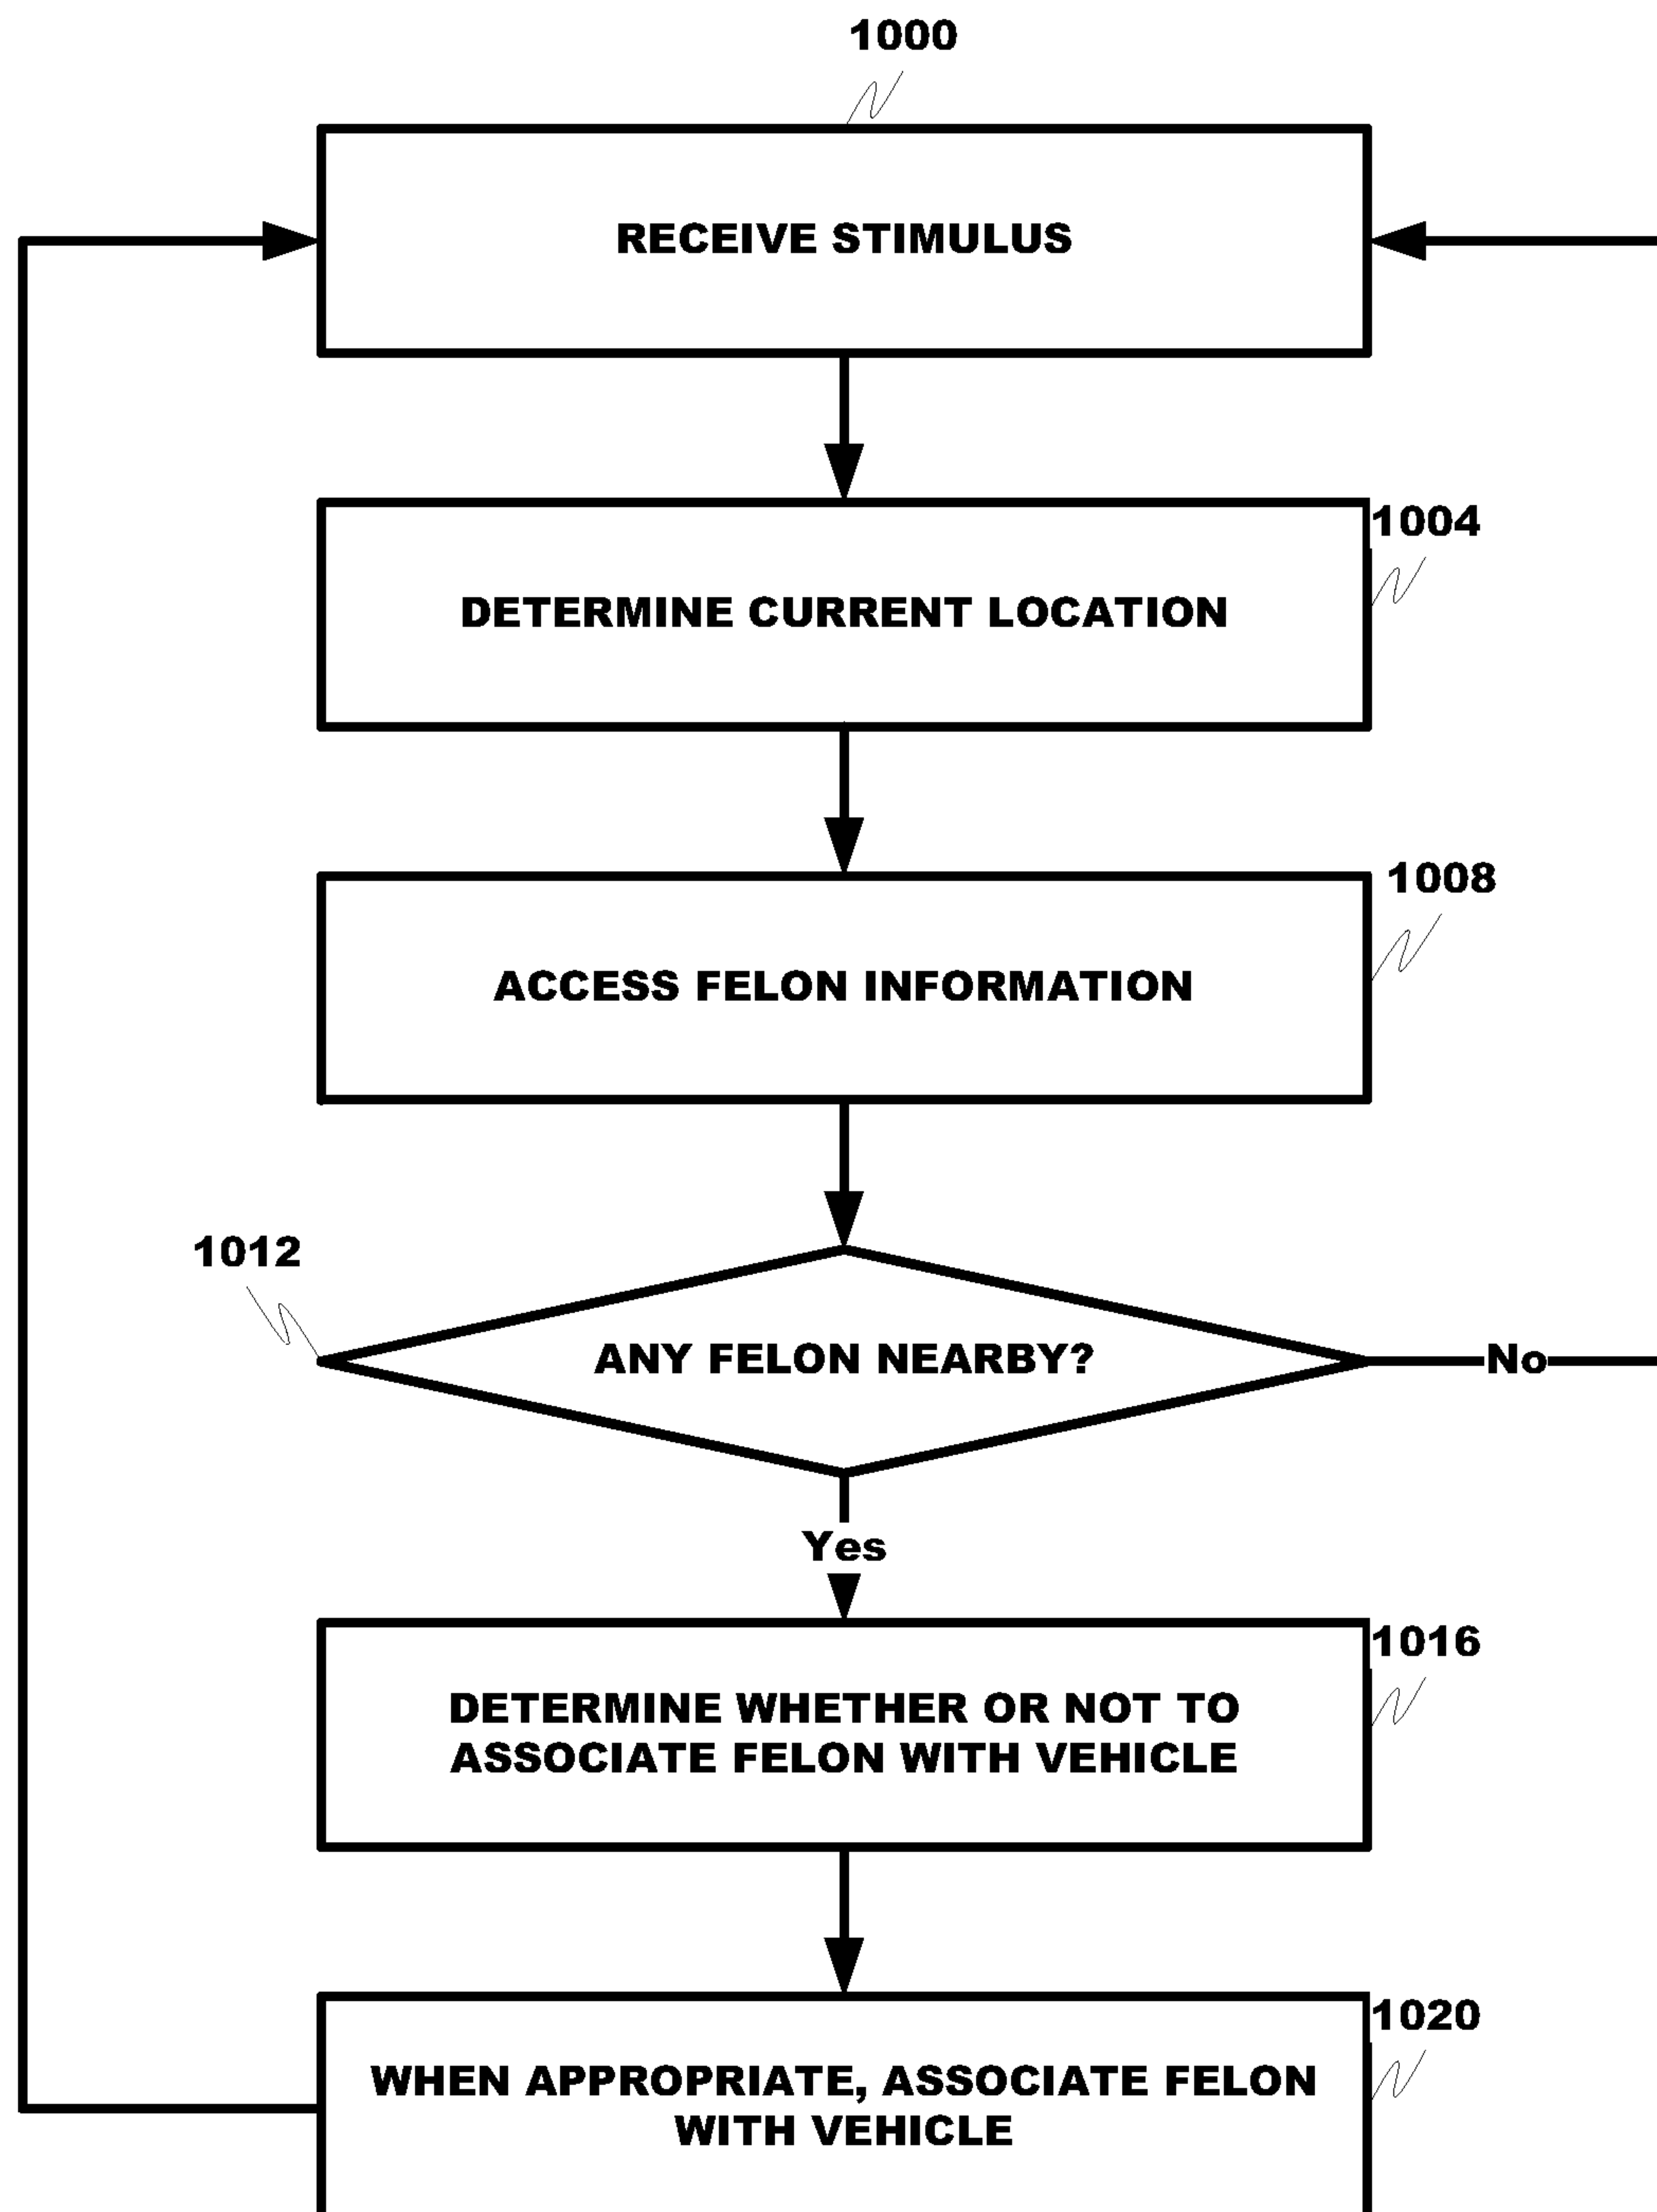 1000
RECEIVE STIMULUS
1004
DETERMINE CURRENT LOCATION
1008
ACCESS FELON INFORMATION
1012
ANY FELON NEARBY?
No
Yes
1016
DETERMINE WHETHER OR NOT TO
ASSOCIATE FELON WITH VEHICLE
1020
WHEN APPROPRIATE, ASSOCIATE FELON
WITH VEHICLE